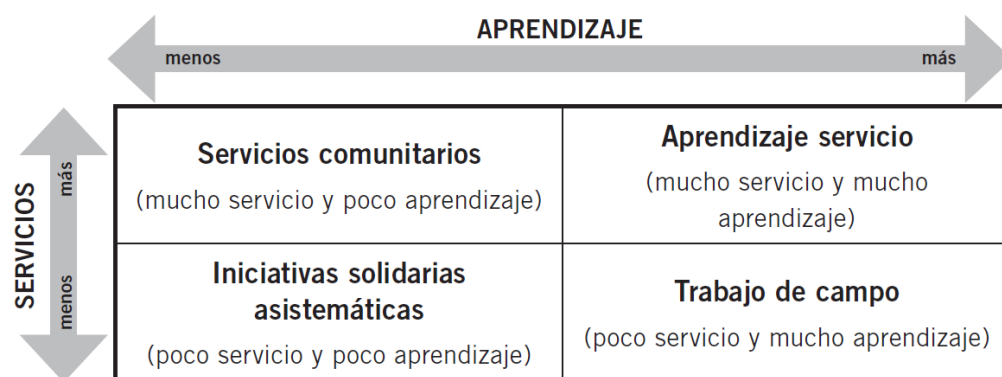 APRENDIZAJE
menos
más
SERVICIOS
más
menos
Servicios comunitarios
(mucho servicio y poco aprendizaje)
Aprendizaje servicio
(mucho servicio y mucho
aprendizaje)
Iniciativas solidarias
asistemáticas
(poco servicio y poco aprendizaje)
Trabajo de campo
(poco servicio y mucho aprendizaje)